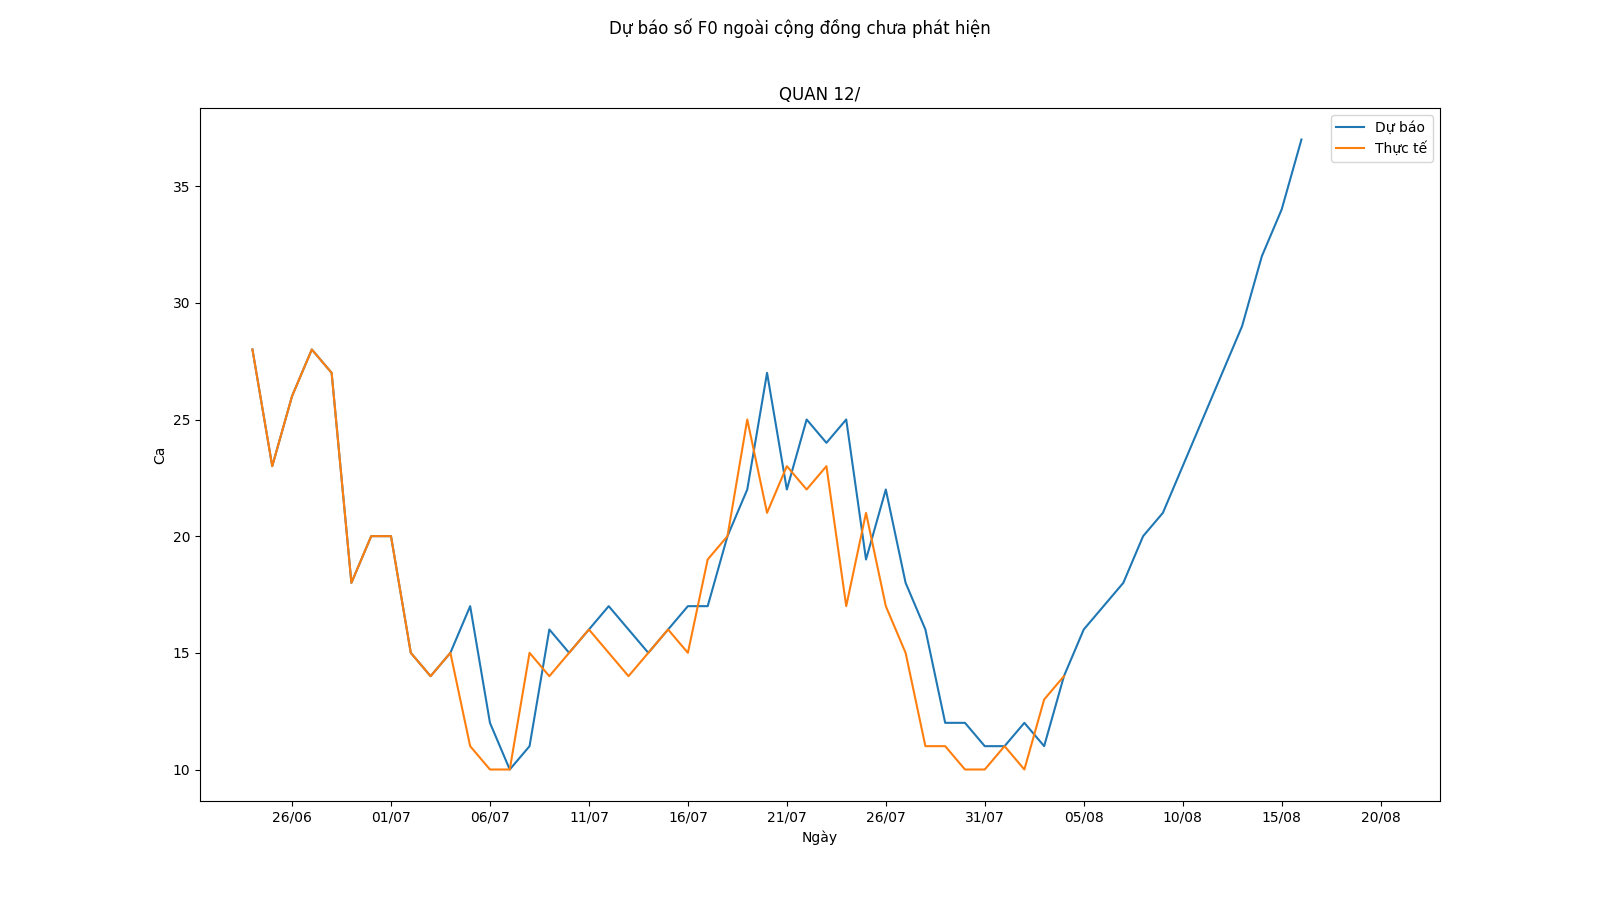 Dự báo số F0 ngoài cộng đồng chưa phát hiện
QUAN 12/
Dự báo
Thực tế
35
30
25
20
15
10
Ca
26/06 01/07 06/07 11/07 16/07 21/07 26/07 31/07 05/08 10/08 15/08 20/08
Ngày